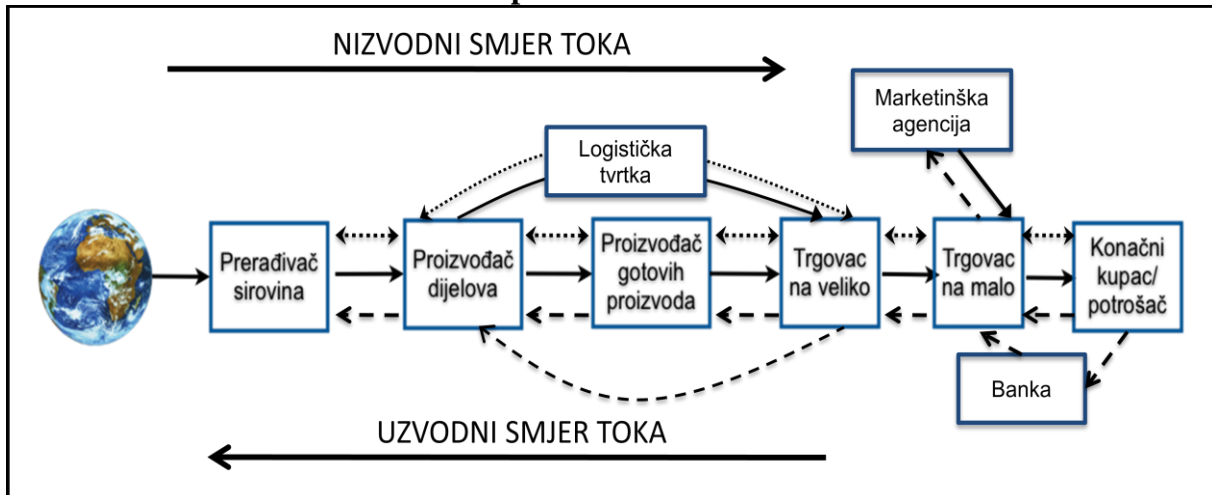 p
NIZVODNI SMJER TOKA
Marketinška
agencija
Logistička
tvrtka
Prerađivač
sirovina
Proizvođač
dijelova
Proizvođač
gotovih
proizvoda
Trgovac
na veliko
Trgovac
na malo
Konačni
kupac/
potrošač
Banka
UZVODNI SMJER TOKA